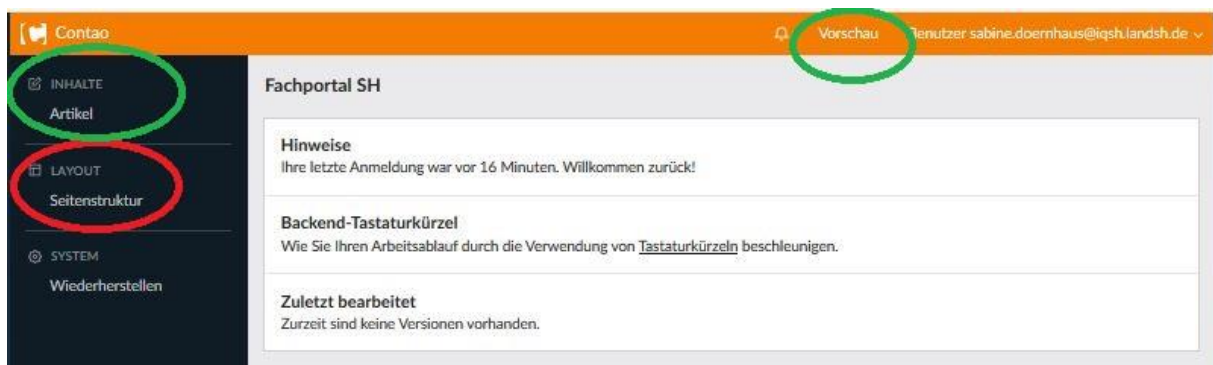 Contao
Vorschau
Benutzer sabine.doernhaus@iqsh.landsh.de
INHALTE
Artikel
LAYOUT
Seitenstruktur
SYSTEM
Wiederherstellen
Fachportal SH
Hinweise
Ihre letzte Anmeldung war vor 16 Minuten. Willkommen zurück!
Backend-Tastaturkürzel
Wie Sie Ihren Arbeitsablauf durch die Verwendung von Tastaturkürzeln beschleunigen.
Zuletzt bearbeitet
Zurzeit sind keine Versionen vorhanden.